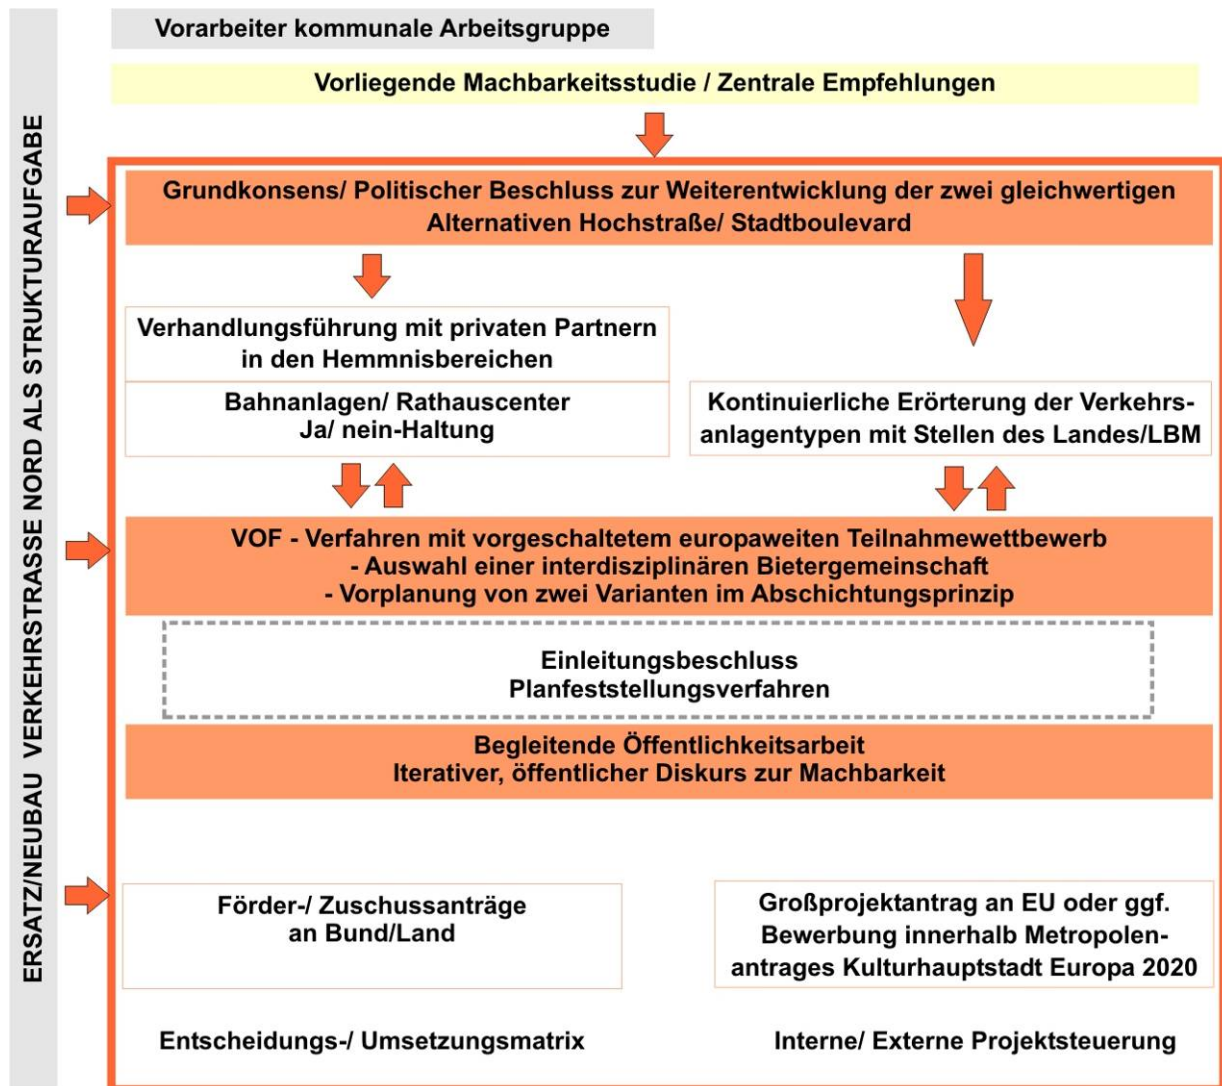 ERSATZ/NEUBAU VERKEHRSTRASSE NORD ALS STRUKTURAUFGABE
Vorarbeiter kommunale Arbeitsgruppe
Vorliegende Machbarkeitsstudie / Zentrale Empfehlungen
Grundkonsens/ Politischer Beschluss zur Weiterentwicklung der zwei gleichwertigen
Alternativen Hochstraße/ Stadtboulevard
Verhandlungsführung mit privaten Partnern
in den Hemmnisbereichen
Bahnanlagen/ Rathauscenter
Ja/ nein-Haltung
Kontinuierliche Erörterung der Verkehrs-
anlagentypen mit Stellen des Landes/LBM
VOF - Verfahren mit vorgeschaltetem europaweiten Teilnahmewettbewerb
- Auswahl einer interdisziplinären Bietergemeinschaft
- Vorplanung von zwei Varianten im Abschichtungsprinzip
Einleitungsbeschluss
Planfeststellungsverfahren
Begleitende Öffentlichkeitsarbeit
Iterativer, öffentlicher Diskurs zur Machbarkeit
Förder-/ Zuschussanträge
an Bund/Land
Großprojektantrag an EU oder ggf.
Bewerbung innerhalb Metropolen-
antrages Kulturhauptstadt Europa 2020
Entscheidungs-/ Umsetzungsmatrix
Interne/ Externe Projektsteuerung